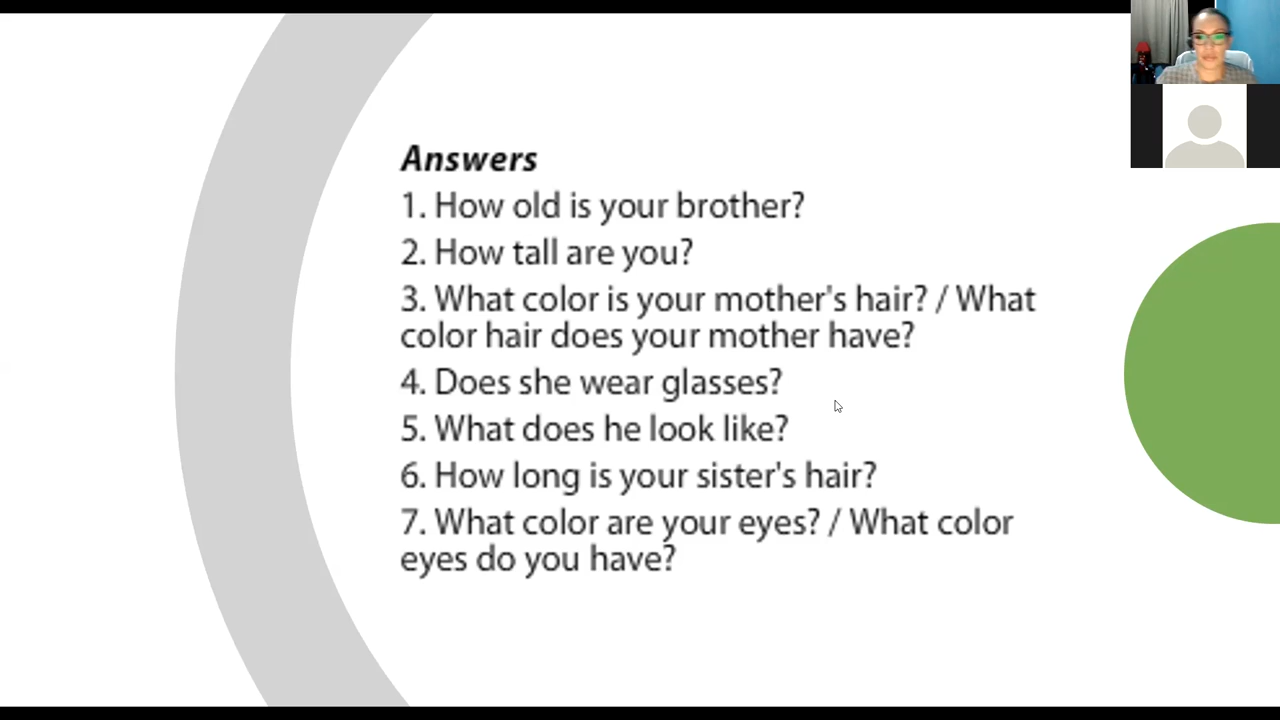 Answers
1. How old is your brother?
2. How tall are you?
3. What color is your mother's hair? / What
color hair does your mother have?
4. Does she wear glasses?
5. What does he look like?
6. How long is your sister's hair?
7. What color are your eyes? / What color
eyes do you have?